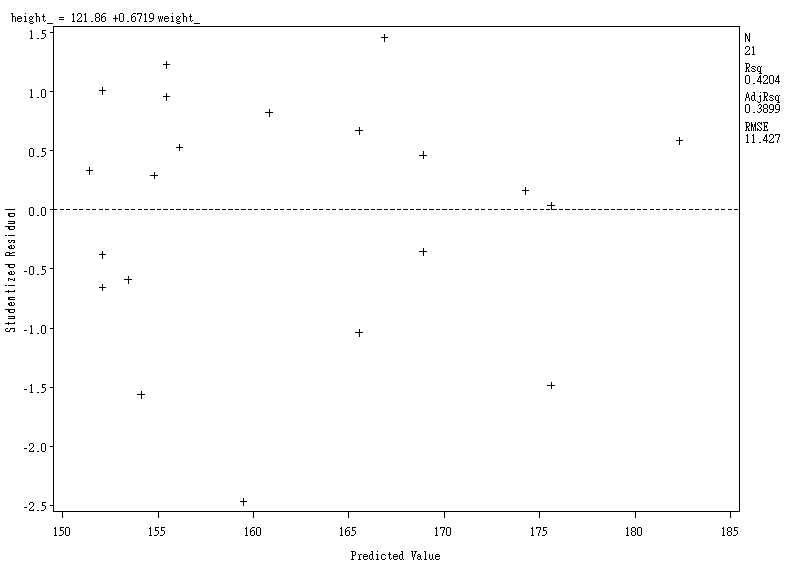 height_ = 121.86 +0.6719 weight_
N
21
Rsq
0.4204
AdjRsq
0.3899
RMSE
11.427
1.5
1.0
0.5
0.0
-0.5
-1.0
-1.5
-2.0
-2.5
Studentized Residual
150 155 160 165 170 175 180 185
Predicted Value